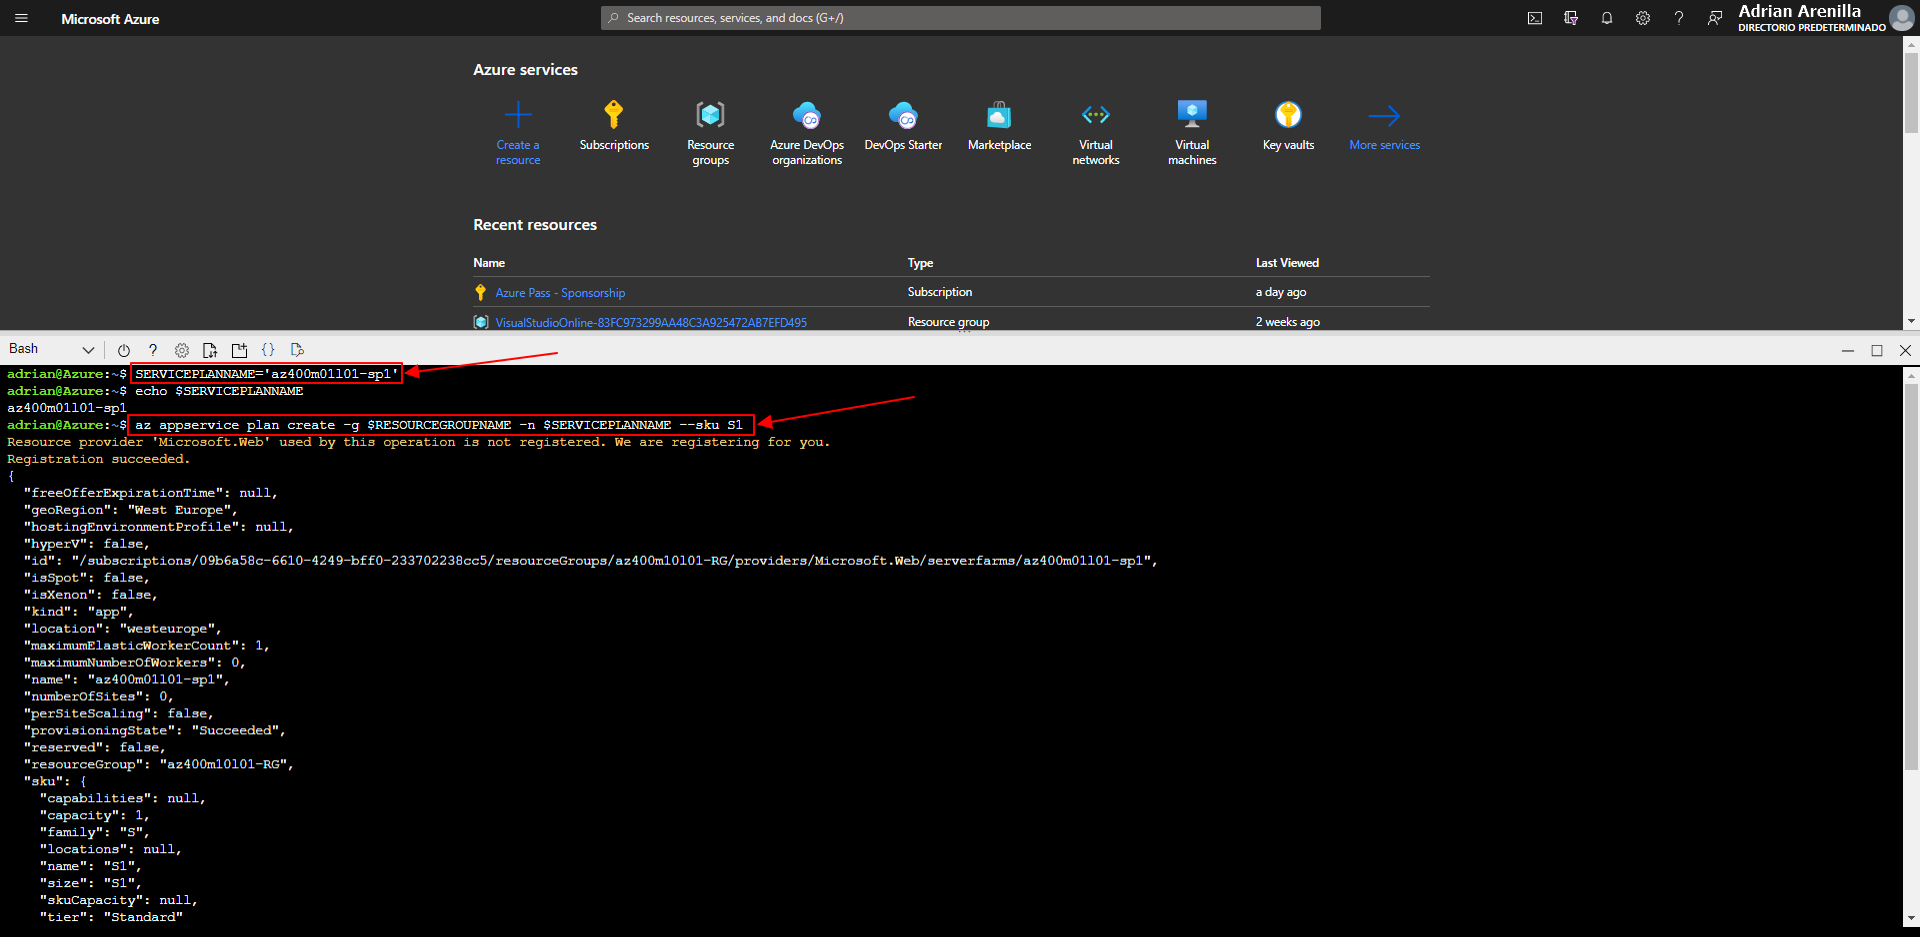 Microsoft Azure
Search resources, services, and docs (G+/)
Adrian Arenilla
DIRECTORIO PREDETERMINADO
Azure services
Create a resource
Subscriptions
Resource groups
Azure DevOps organizations
DevOps Starter
Marketplace
Virtual networks
Virtual machines
Key vaults
More services
Recent resources
Name Type Last Viewed
Azure Pass - Sponsorship Subscription a day ago
VisualStudioOnline-83FC973299AA48C3A925472AB7EFD495 Resource group 2 weeks ago
Bash
adrian@Azure:~$ SERVICEPLANNAME='az400m01l01-sp1'
adrian@Azure:~$ echo $SERVICEPLANNAME
az400m01l01-sp1
adrian@Azure:~$ az appservice plan create -g $RESOURCEGROUPNAME -n $SERVICEPLANNAME --sku S1
Resource provider 'Microsoft.Web' used by this operation is not registered. We are registering for you.
Registration succeeded.
{
"freeOfferExpirationTime": null,
"geoRegion": "West Europe",
"hostingEnvironmentProfile": null,
"hyperV": false,
"id": "/subscriptions/09b6a58c-6610-4249-bff0-233702238cc5/resourceGroups/az400m10l01-RG/providers/Microsoft.Web/serverfarms/az400m01l01-sp1",
"isSpot": false,
"isXenon": false,
"kind": "app",
"location": "westeurope",
"maximumElasticWorkerCount": 1,
"maximumNumberOfWorkers": 0,
"name": "az400m01l01-sp1",
"numberOfSites": 0,
"perSiteScaling": false,
"provisioningState": "Succeeded",
"reserved": false,
"resourceGroup": "az400m10l01-RG",
"sku": {
"capabilities": null,
"capacity": 1,
"family": "S",
"locations": null,
"name": "S1",
"size": "S1",
"skuCapacity": null,
"tier": "Standard"